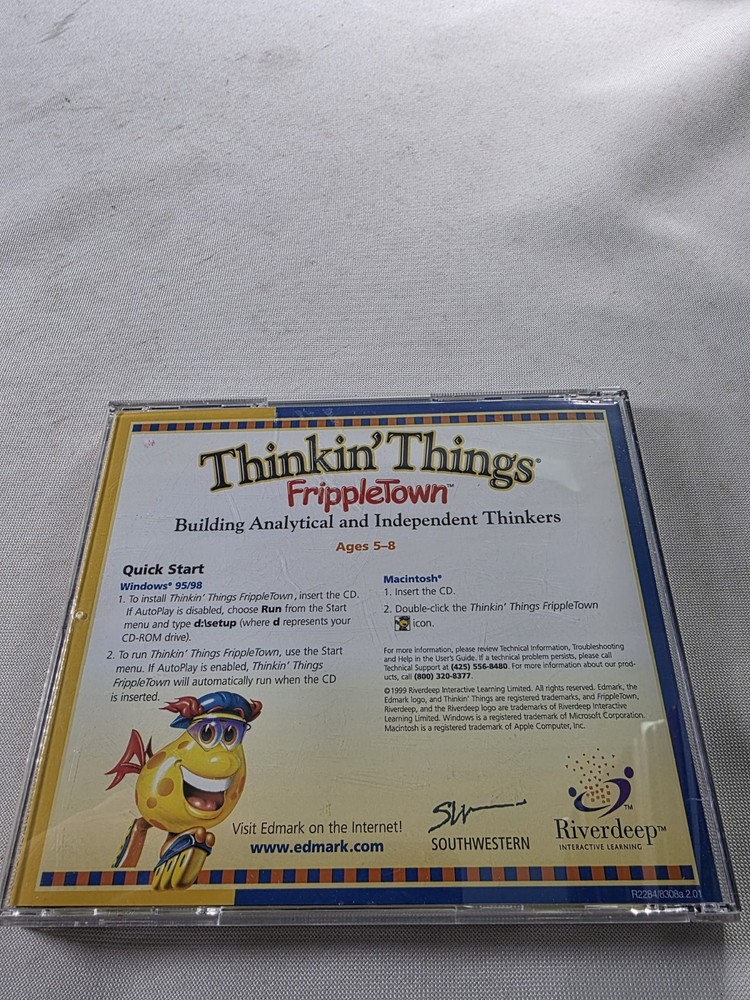 Thinkin' Things®
FrippleTown™
Building Analytical and Independent Thinkers
Ages 5–8
Quick Start
Windows® 95/98
1. To install Thinkin' Things FrippleTown, insert the CD.
If AutoPlay is disabled, choose Run from the Start
menu and type d:\setup (where d represents your
CD-ROM drive).
2. To run Thinkin' Things FrippleTown, use the Start
menu. If AutoPlay is enabled, Thinkin' Things
FrippleTown will automatically run when the CD
is inserted.
Macintosh®
1. Insert the CD.
2. Double-click the Thinkin' Things FrippleTown
icon.
For more information, please review Technical Information, Troubleshooting
and Help in the User's Guide. If a technical problem persists, please call
Technical Support at (425) 556-8480. For more information about our prod-
ucts, call (800) 320-8377.
©1999 Riverdeep Interactive Learning Limited. All rights reserved. Edmark, the
Edmark logo, and Thinkin' Things are registered trademarks, and FrippleTown,
Riverdeep, and the Riverdeep logo are trademarks of Riverdeep Interactive
Learning Limited. Windows is a registered trademark of Microsoft Corporation.
Macintosh is a registered trademark of Apple Computer, Inc.
Visit Edmark on the Internet!
www.edmark.com
SW
SOUTHWESTERN
Riverdeep™
INTERACTIVE LEARNING
R2284/8308a.2.01